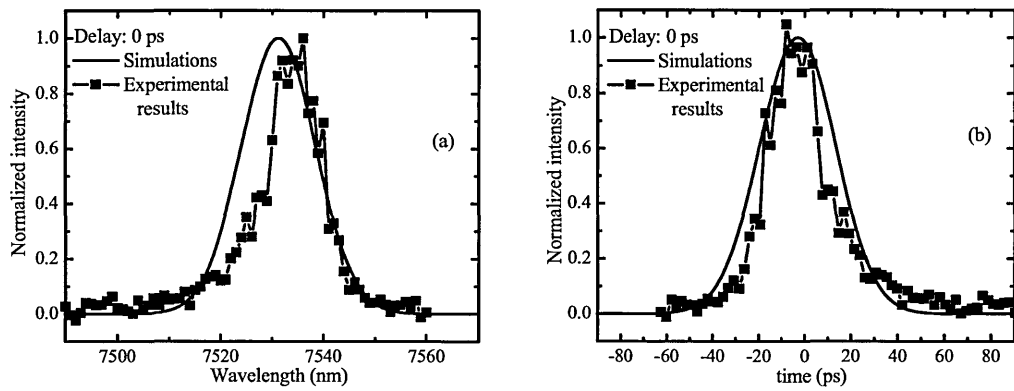 Delay: 0 ps
Simulations
Experimental
results
(a)
Normalized intensity
1.0
0.8
0.6
0.4
0.2
0.0
7500
7520
7540
7560
Wavelength (nm)
Delay: 0 ps
Simulations
Experimental
results
(b)
Normalized intensity
1.0
0.8
0.6
0.4
0.2
0.0
-80
-60
-40
-20
0
20
40
60
80
time (ps)